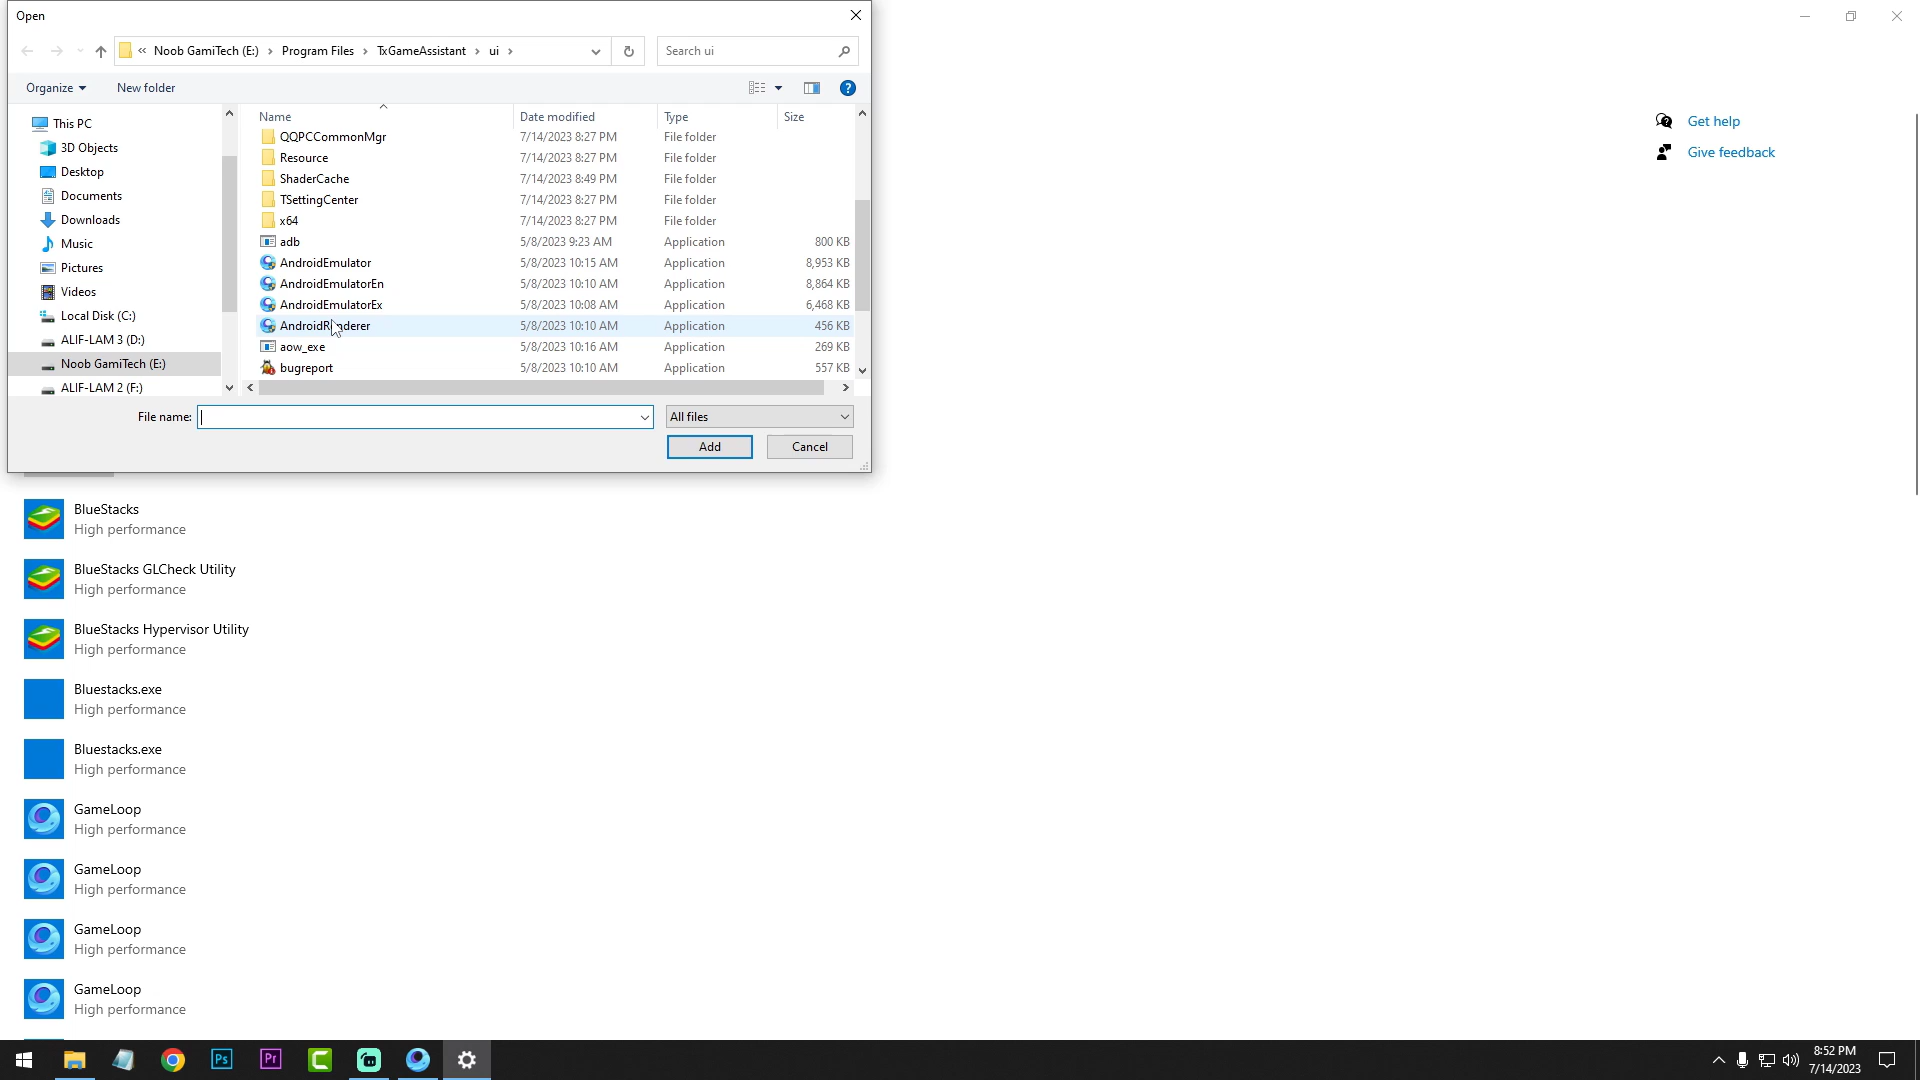 Open
« Noob GamiTech (E:) › Program Files › TxGameAssistant › ui ›
Search ui
Organize
New folder
This PC
3D Objects
Desktop
Documents
Downloads
Music
Pictures
Videos
Local Disk (C:)
ALIF-LAM 3 (D:)
Noob GamiTech (E:)
ALIF-LAM 2 (F:)
Name Date modified Type Size
QQPCCommonMgr 7/14/2023 8:27 PM File folder
Resource 7/14/2023 8:27 PM File folder
ShaderCache 7/14/2023 8:49 PM File folder
TSettingCenter 7/14/2023 8:27 PM File folder
x64 7/14/2023 8:27 PM File folder
adb 5/8/2023 9:23 AM Application 800 KB
AndroidEmulator 5/8/2023 10:15 AM Application 8,953 KB
AndroidEmulatorEn 5/8/2023 10:10 AM Application 8,864 KB
AndroidEmulatorEx 5/8/2023 10:08 AM Application 6,468 KB
AndroidRenderer 5/8/2023 10:10 AM Application 456 KB
aow_exe 5/8/2023 10:16 AM Application 269 KB
bugreport 5/8/2023 10:10 AM Application 557 KB
File name:
All files
Add
Cancel
Get help
Give feedback
BlueStacks
High performance
BlueStacks GLCheck Utility
High performance
BlueStacks Hypervisor Utility
High performance
Bluestacks.exe
High performance
Bluestacks.exe
High performance
GameLoop
High performance
GameLoop
High performance
GameLoop
High performance
GameLoop
High performance
Ps
Pr
8:52 PM
7/14/2023